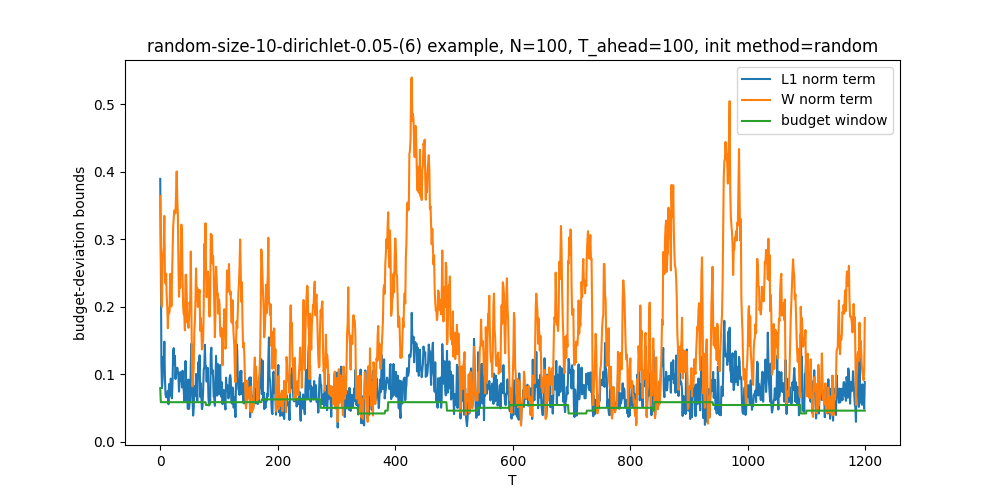 random-size-10-dirichlet-0.05-(6) example, N=100, T_ahead=100, init method=random
L1 norm term
W norm term
budget window
budget-deviation bounds
0.5
0.4
0.3
0.2
0.1
0.0
0 200 400 600 800 1000 1200
T